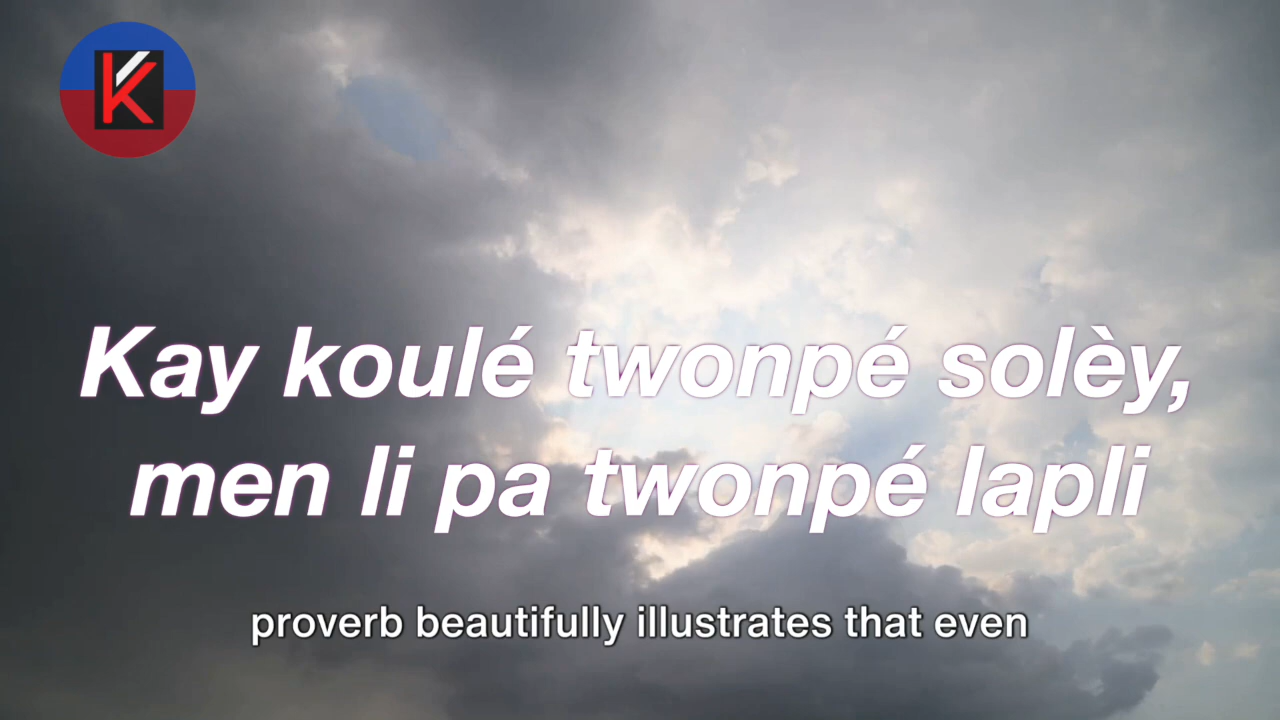 K
Kay koulé twonpé solèy,
men li pa twonpé lapli
proverb beautifully illustrates that even